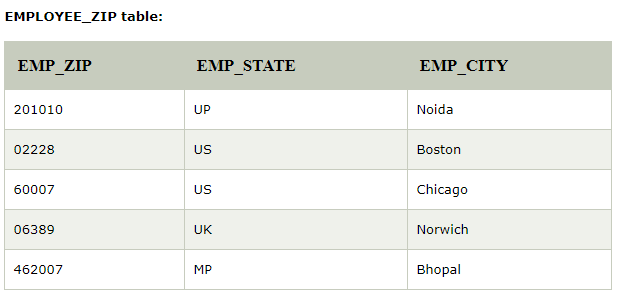 EMPLOYEE_ZIP table:
EMP_ZIP EMP_STATE EMP_CITY
201010 UP Noida
02228 US Boston
60007 US Chicago
06389 UK Norwich
462007 MP Bhopal